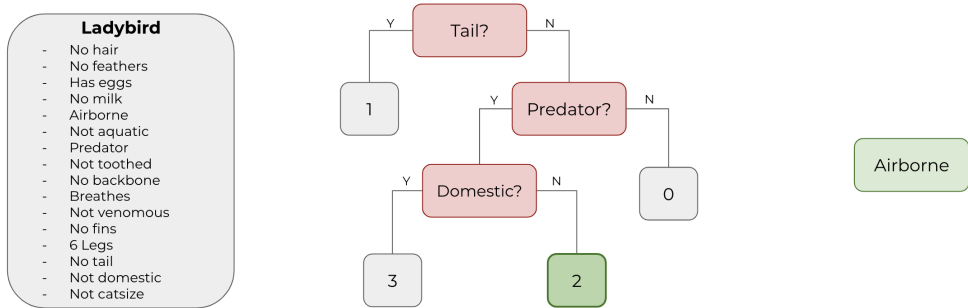 Ladybird
- No hair
- No feathers
- Has eggs
- No milk
- Airborne
- Not aquatic
- Predator
- Not toothed
- No backbone
- Breathes
- Not venomous
- No fins
- 6 Legs
- No tail
- Not domestic
- Not catsize
Y
Tail?
N
1
Y
Predator?
N
Y
Domestic?
N
0
3
2
Airborne